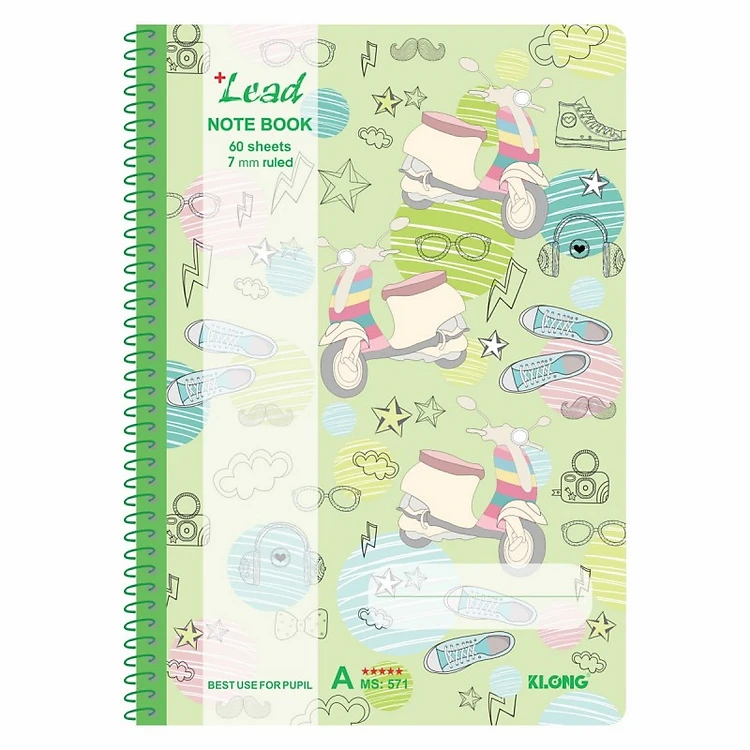 +Lead
NOTE BOOK
60 sheets
7 mm ruled
BEST USE FOR PUPIL
A
★★★★★
MS: 571
KLONG